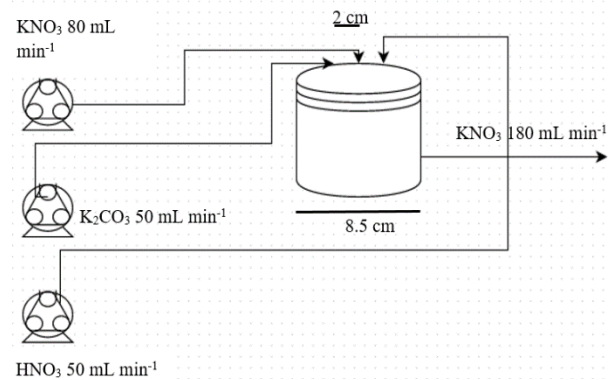 KNO₃ 80 mL
min⁻¹
2 cm
KNO₃ 180 mL min⁻¹
K₂CO₃ 50 mL min⁻¹
8.5 cm
HNO₃ 50 mL min⁻¹